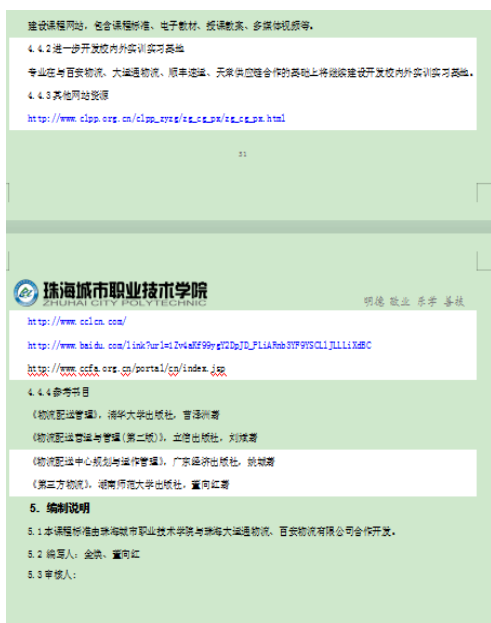 建设课程网站，包含课程标准、电子教材、授课教案、多媒体视频等。
4.4.2进一步开发校内外实训实习基地
专业在与百安物流、大运通物流、顺丰速运、天章供应链合作的基础上将继续建设开发校内外实训实习基地。
4.4.3其他网站资源
http://www.clpp.org.cn/clpp_zyzg/zg_cg_px/zg_cg_px.html
31
珠海城市职业技术学院
ZHUHAI CITY POLYTECHNIC
明德 敬业 乐学 善技
http://www.cclcn.com/
http://www.baidu.com/link?url=
http://www.ccfa.org.cn/portal/cn/index.jsp
4.4.4参考书目
《物流配送管理》，清华大学出版社，曹泽洲著
《物流配送营运与管理(第二版)》，立信出版社，刘斌著
《物流配送中心规划与运作管理》，广东经济出版社，姚城著
《第三方物流》，湖南师范大学出版社，董向红著
5. 编制说明
5.1本课程标准由珠海城市职业技术学院与珠海大运通物流、百安物流有限公司合作开发。
5.2 编写人：金焕、董向红
5.3审核人：